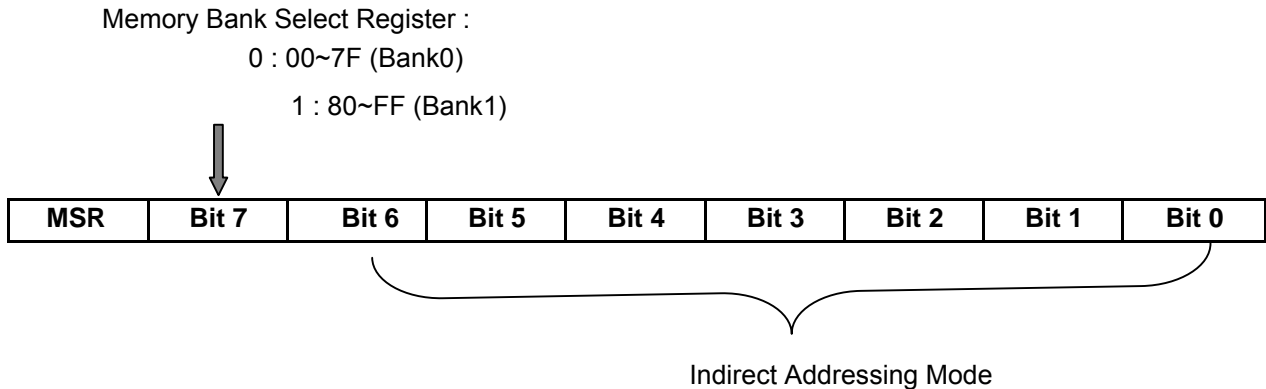 Memory Bank Select Register :
0 : 00~7F (Bank0)
1 : 80~FF (Bank1)
MSR Bit 7 Bit 6 Bit 5 Bit 4 Bit 3 Bit 2 Bit 1 Bit 0
Indirect Addressing Mode